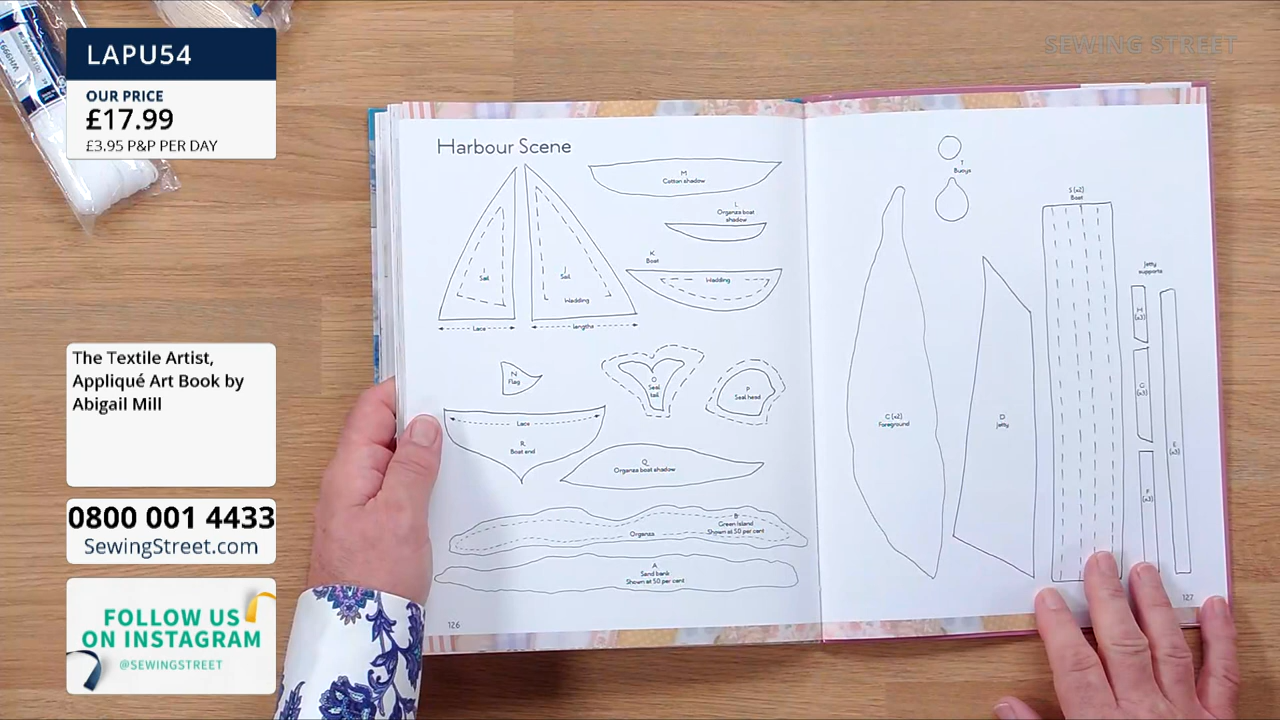 LAPU54
OUR PRICE
£17.99
£3.95 P&P PER DAY
The Textile Artist,
Appliqué Art Book by
Abigail Mill
0800 001 4433
SewingStreet.com
FOLLOW US
ON INSTAGRAM
@SEWINGSTREET
SEWING STREET
Harbour Scene
M
Cotton shadow
L
Organza boat
shadow
K
Boat
Wadding
I
Sail
J
Sail
Wadding
Lace
lengths
N
Flag
O
Seal
tail
P
Seal head
Lace
R
Boat end
Q
Organza boat shadow
B
Green Island
Shown at 50 per cent
Organza
A
Sand bank
Shown at 50 per cent
126
T
Buoys
S (x2)
Boat
Jetty
supports
H
(x3)
G
(x3)
E
(x3)
F
(x3)
C (x2)
Foreground
D
Jetty
127